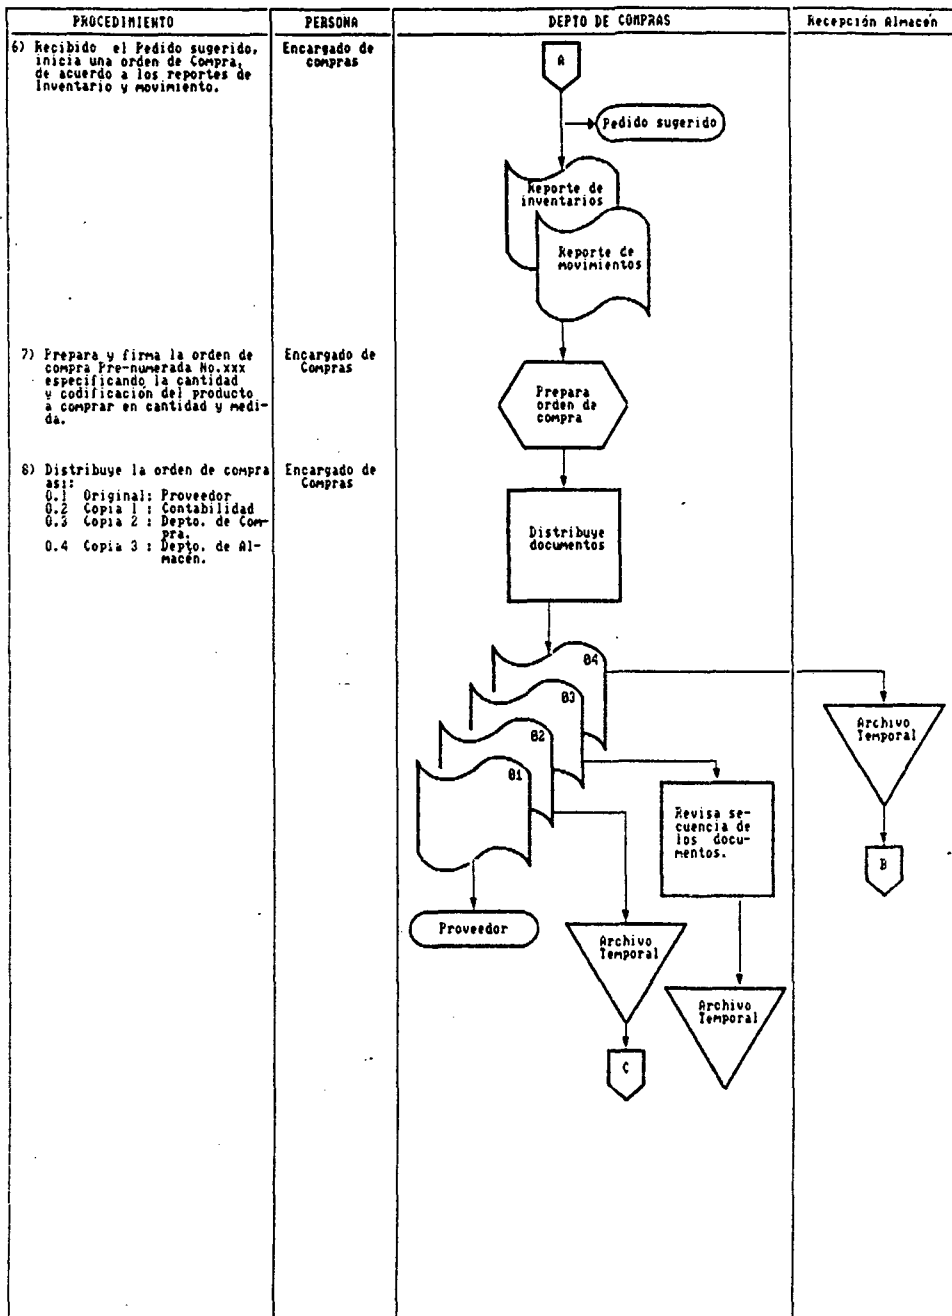 PROCEDIMIENTO
PERSONA
DEPTO DE COMPRAS
Recepción Almacén
6) Recibido el Pedido sugerido,
inicia una orden de Compra,
de acuerdo a los reportes de
Inventario y movimiento.
Encargado de
compras
A
Pedido sugerido
Reporte de
inventarios
Reporte de
movimientos
7) Prepara y firma la orden de
compra Pre-numerada No.xxx
especificando la cantidad
y codificación del producto
a comprar en cantidad y medi-
da.
Encargado de
Compras
Prepara
orden de
compra
8) Distribuye la orden de compra
asi:
0.1 Original: Proveedor
0.2 Copia 1 : Contabilidad
0.3 Copia 2 : Depto. de Com-
pra.
0.4 Copia 3 : Depto. de Al-
macén.
Encargado de
Compras
Distribuye
documentos
04
03
02
01
Archivo
Temporal
Revisa se-
cuencia de
los docu-
mentos.
B
Proveedor
Archivo
Temporal
Archivo
Temporal
C